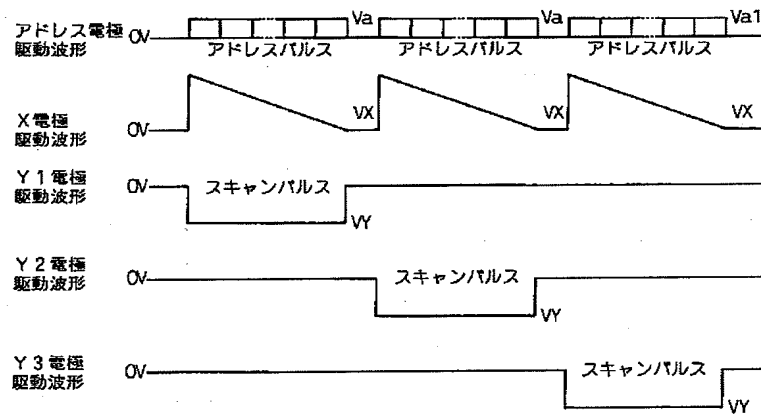 アドレス電極
駆動波形
0V
Va
Va
Va1
アドレスパルス
アドレスパルス
アドレスパルス
X電極
駆動波形
0V
VX
VX
VX
Y1電極
駆動波形
0V
スキャンパルス
VY
Y2電極
駆動波形
0V
スキャンパルス
VY
Y3電極
駆動波形
0V
スキャンパルス
VY